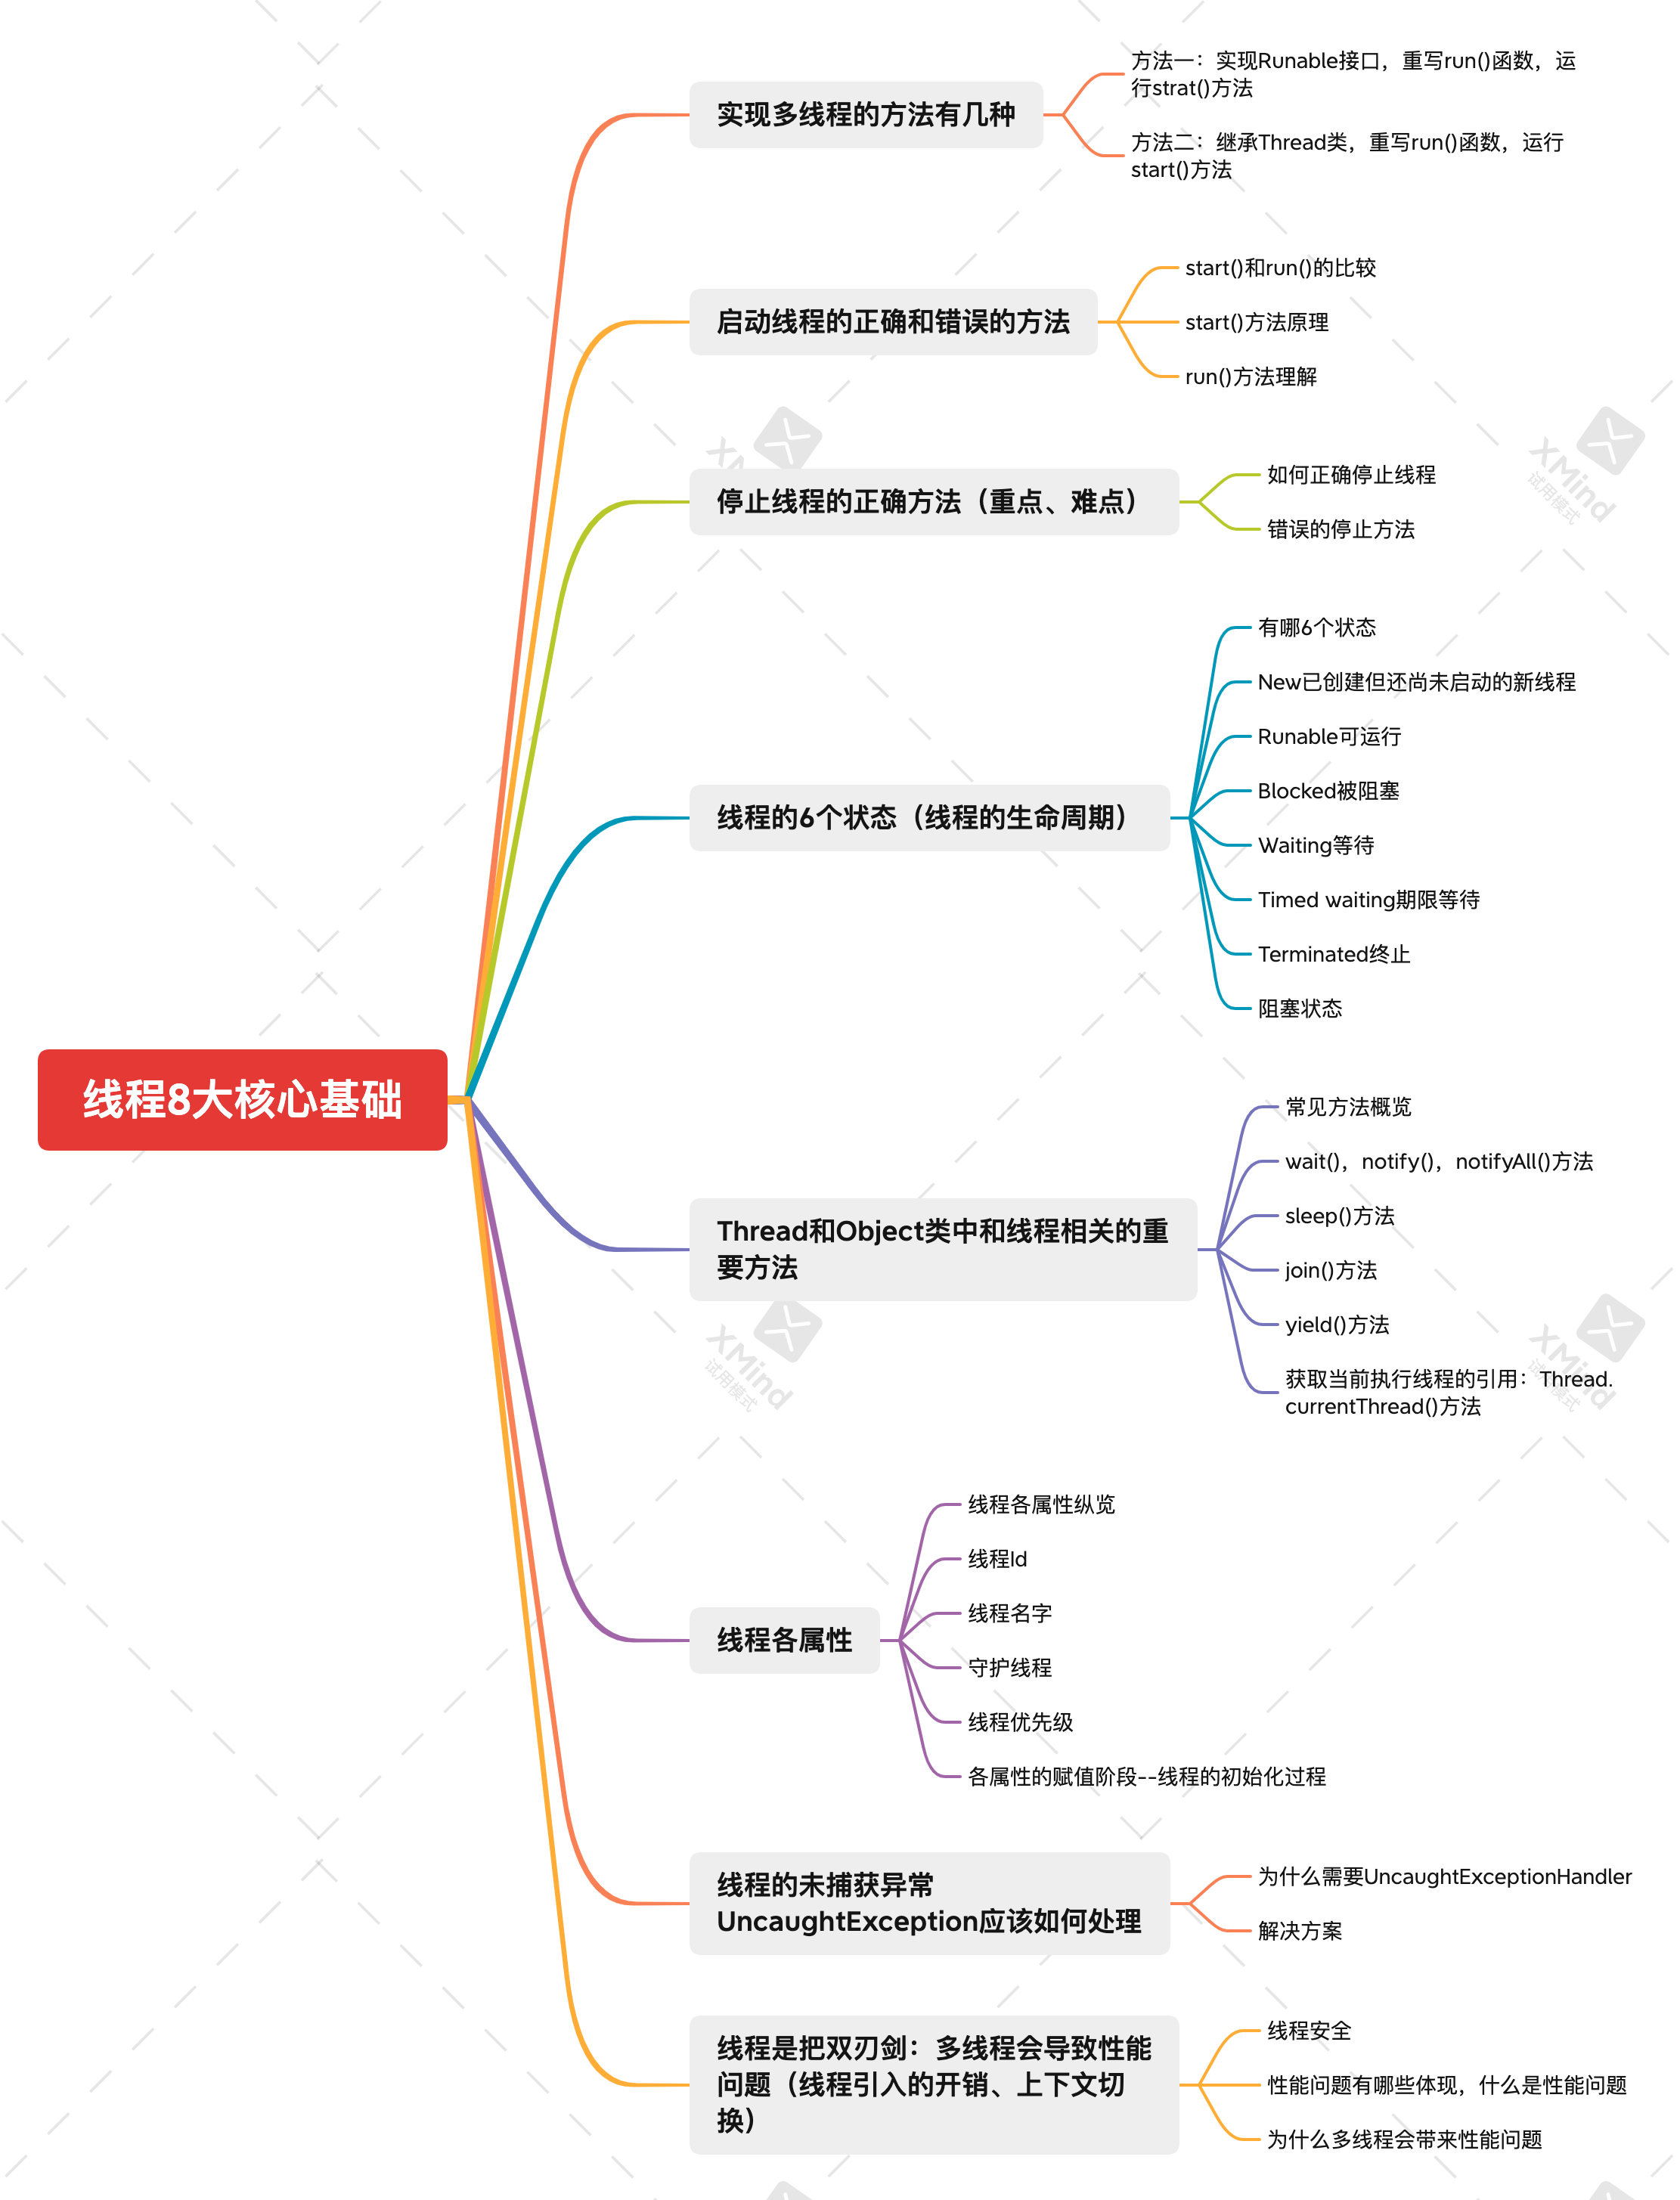 线程8大核心基础
实现多线程的方法有几种
方法一：实现Runable接口，重写run()函数，运
行strat()方法
方法二：继承Thread类，重写run()函数，运行
start()方法
启动线程的正确和错误的方法
start()和run()的比较
start()方法原理
run()方法理解
停止线程的正确方法（重点、难点）
如何正确停止线程
错误的停止方法
线程的6个状态（线程的生命周期）
有哪6个状态
New已创建但还尚未启动的新线程
Runable可运行
Blocked被阻塞
Waiting等待
Timed waiting期限等待
Terminated终止
阻塞状态
Thread和Object类中和线程相关的重
要方法
常见方法概览
wait()，notify()，notifyAll()方法
sleep()方法
join()方法
yield()方法
获取当前执行线程的引用：Thread.
currentThread()方法
线程各属性
线程各属性纵览
线程Id
线程名字
守护线程
线程优先级
各属性的赋值阶段--线程的初始化过程
线程的未捕获异常
UncaughtException应该如何处理
为什么需要UncaughtExceptionHandler
解决方案
线程是把双刃剑：多线程会导致性能
问题（线程引入的开销、上下文切
换）
线程安全
性能问题有哪些体现，什么是性能问题
为什么多线程会带来性能问题
XMind
试用模式
XMind
试用模式
XMind
试用模式